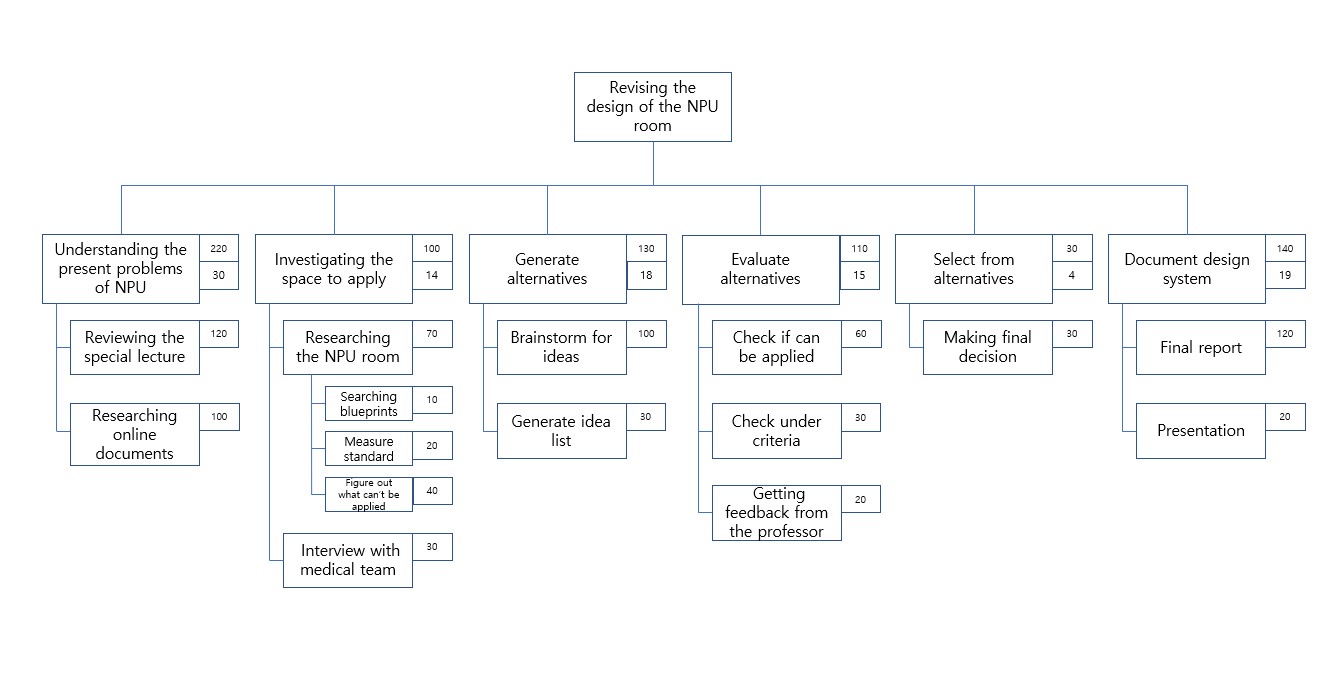 Revising the
design of the NPU
room
Understanding the
present problems
of NPU
220
30
Investigating the
space to apply
100
14
Generate
alternatives
130
18
Evaluate
alternatives
110
15
Select from
alternatives
30
4
Document design
system
140
19
Reviewing the
special lecture
120
Researching
online
documents
100
Researching
the NPU room
70
Searching
blueprints
10
Measure
standard
20
Figure out
what can't be
applied
40
Interview with
medical team
30
Brainstorm for
ideas
100
Generate idea
list
30
Check if can
be applied
60
Check under
criteria
30
Getting
feedback from
the professor
20
Making final
decision
30
Final report
120
Presentation
20